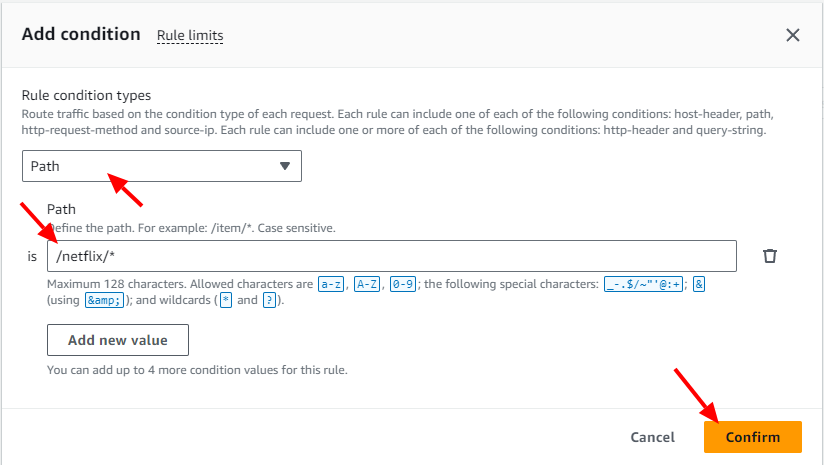 Add condition Rule limits
Rule condition types
Route traffic based on the condition type of each request. Each rule can include one of each of the following conditions: host-header, path,
http-request-method and source-ip. Each rule can include one or more of each of the following conditions: http-header and query-string.
Path
Path
Define the path. For example: /item/*. Case sensitive.
is /netflix/*
Maximum 128 characters. Allowed characters are a-z, A-Z, 0-9; the following special characters: _-.$/~"'@:+; &
(using &amp;); and wildcards (* and ?).
Add new value
You can add up to 4 more condition values for this rule.
Cancel Confirm